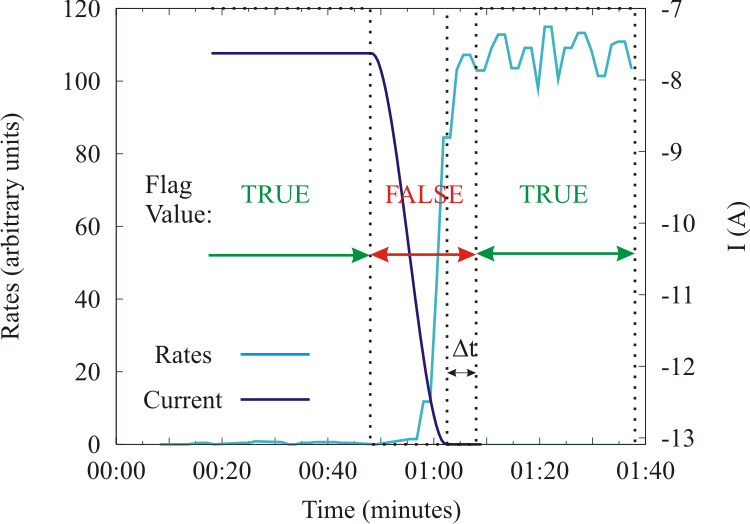 120
100
60
40
20
0
Rates (arbitrary units)
-7
-8
-9
-10
-11
-12
-13
I (A)
Flag
Value:
TRUE
FALSE
TRUE
Δt
Rates
Current
00:00
00:20
00:40
01:00
01:20
01:40
Time (minutes)